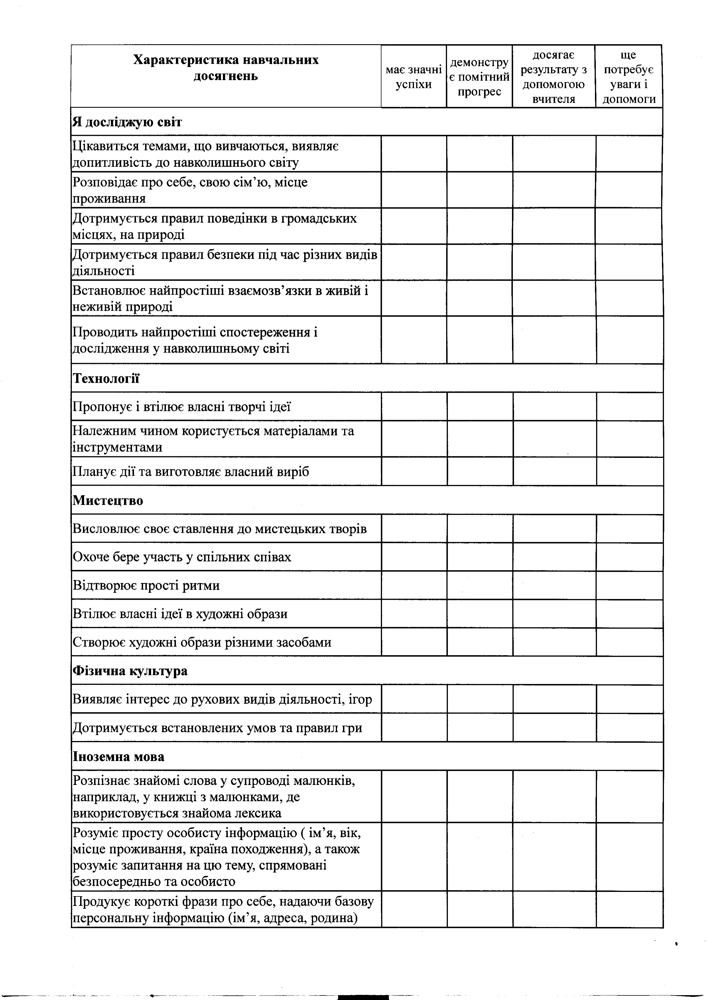 Характеристика навчальних
досягнень
має значні
успіхи
демонстру
є помітний
прогрес
досягає
результату з
допомогою
вчителя
ще
потребує
уваги і
допомоги
Я досліджую світ
Цікавиться темами, що вивчаються, виявляє
допитливість до навколишнього світу
Розповідає про себе, свою сім’ю, місце
проживання
Дотримується правил поведінки в громадських
місцях, на природі
Дотримується правил безпеки під час різних видів
діяльності
Встановлює найпростіші взаємозв’язки в живій і
неживій природі
Проводить найпростіші спостереження і
дослідження у навколишньому світі
Технології
Пропонує і втілює власні творчі ідеї
Належним чином користується матеріалами та
інструментами
Планує дії та виготовляє власний виріб
Мистецтво
Висловлює своє ставлення до мистецьких творів
Охоче бере участь у спільних співах
Відтворює прості ритми
Втілює власні ідеї в художні образи
Створює художні образи різними засобами
Фізична культура
Виявляє інтерес до рухових видів діяльності, ігор
Дотримується встановлених умов та правил гри
Іноземна мова
Розпізнає знайомі слова у супроводі малюнків,
наприклад, у книжці з малюнками, де
використовується знайома лексика
Розуміє просту особисту інформацію ( ім’я, вік,
місце проживання, країна походження), а також
розуміє запитання на цю тему, спрямовані
безпосередньо та особисто
Продукує короткі фрази про себе, надаючи базову
персональну інформацію (ім’я, адреса, родина)